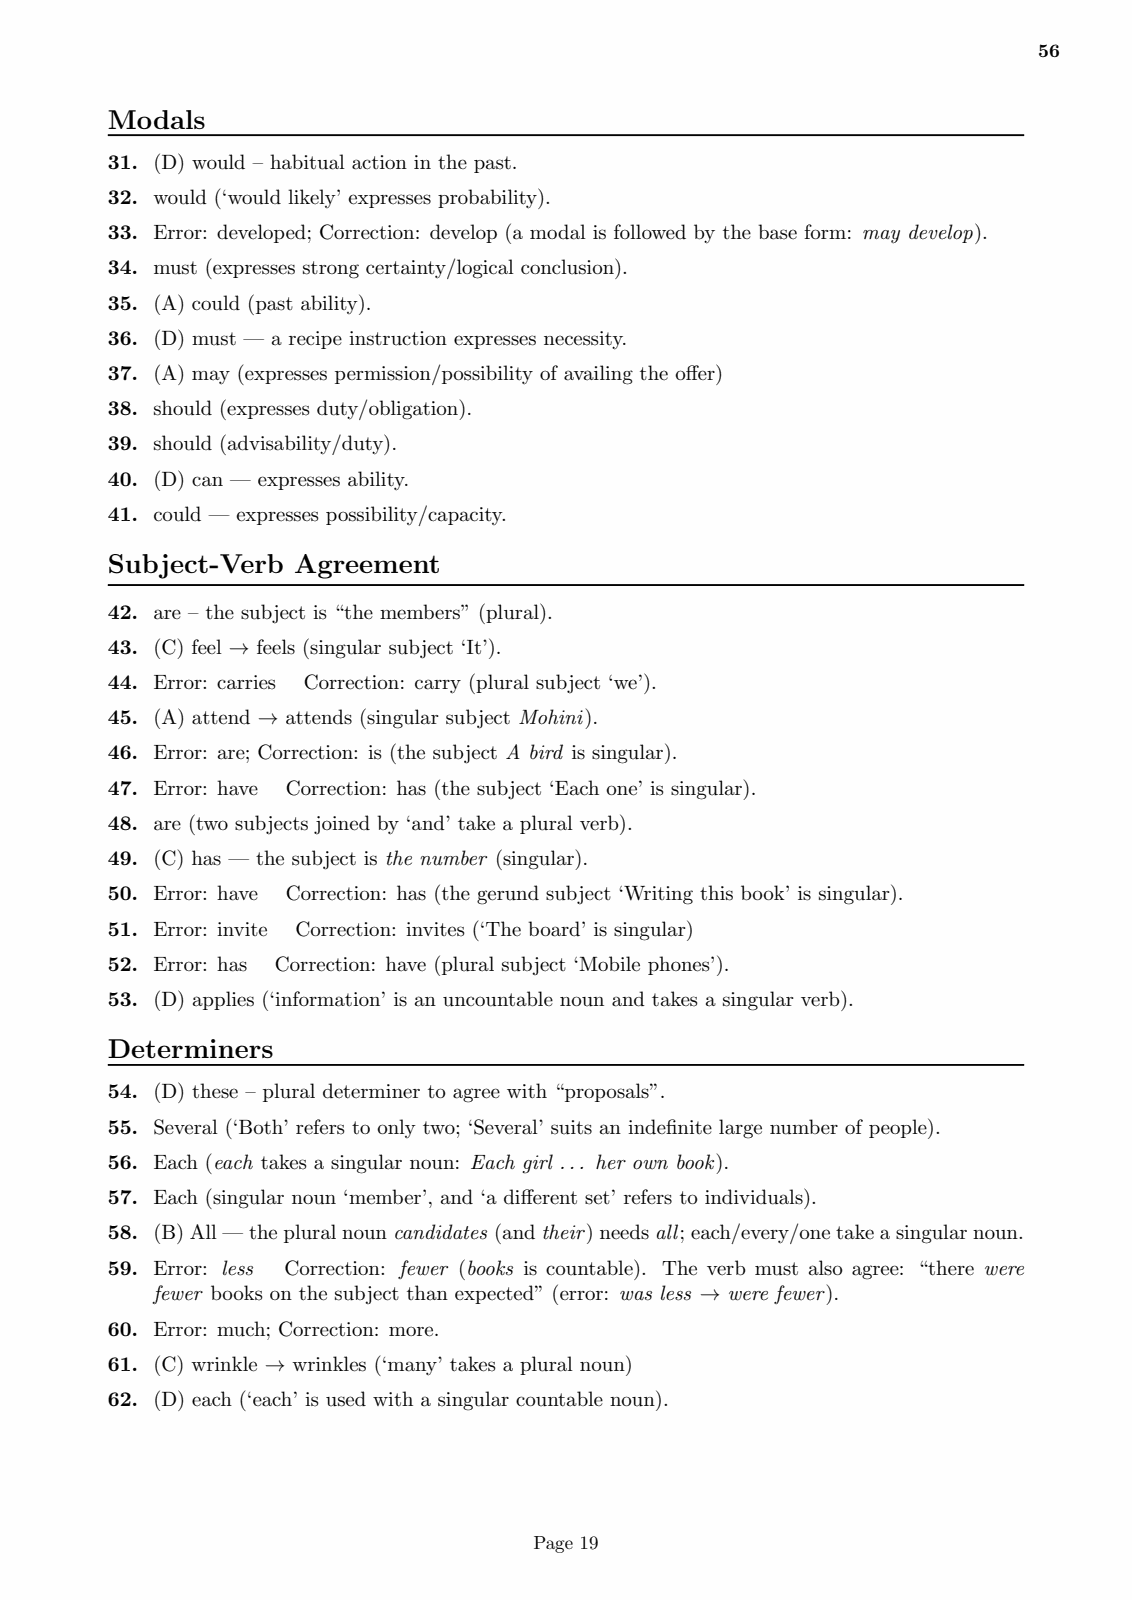 56
Modals
31. (D) would – habitual action in the past.
32. would (‘would likely’ expresses probability).
33. Error: developed; Correction: develop (a modal is followed by the base form: may develop).
34. must (expresses strong certainty/logical conclusion).
35. (A) could (past ability).
36. (D) must — a recipe instruction expresses necessity.
37. (A) may (expresses permission/possibility of availing the offer)
38. should (expresses duty/obligation).
39. should (advisability/duty).
40. (D) can — expresses ability.
41. could — expresses possibility/capacity.
Subject-Verb Agreement
42. are – the subject is “the members” (plural).
43. (C) feel → feels (singular subject ‘It’).
44. Error: carries Correction: carry (plural subject ‘we’).
45. (A) attend → attends (singular subject Mohini).
46. Error: are; Correction: is (the subject A bird is singular).
47. Error: have Correction: has (the subject ‘Each one’ is singular).
48. are (two subjects joined by ‘and’ take a plural verb).
49. (C) has — the subject is the number (singular).
50. Error: have Correction: has (the gerund subject ‘Writing this book’ is singular).
51. Error: invite Correction: invites (‘The board’ is singular)
52. Error: has Correction: have (plural subject ‘Mobile phones’).
53. (D) applies (‘information’ is an uncountable noun and takes a singular verb).
Determiners
54. (D) these – plural determiner to agree with “proposals”.
55. Several (‘Both’ refers to only two; ‘Several’ suits an indefinite large number of people).
56. Each (each takes a singular noun: Each girl . . . her own book).
57. Each (singular noun ‘member’, and ‘a different set’ refers to individuals).
58. (B) All — the plural noun candidates (and their) needs all; each/every/one take a singular noun.
59. Error: less Correction: fewer (books is countable). The verb must also agree: “there were
fewer books on the subject than expected” (error: was less → were fewer).
60. Error: much; Correction: more.
61. (C) wrinkle → wrinkles (‘many’ takes a plural noun)
62. (D) each (‘each’ is used with a singular countable noun).
Page 19